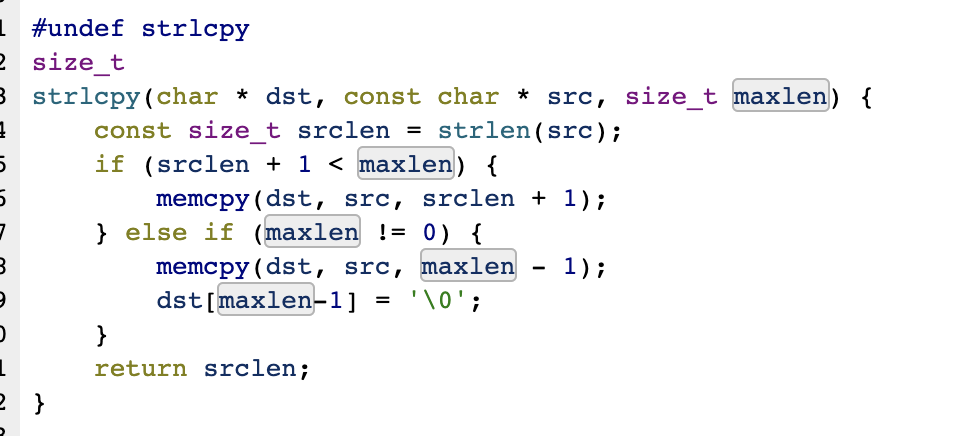 1 #undef strlcpy
2 size_t
3 strlcpy(char * dst, const char * src, size_t maxlen) {
4     const size_t srclen = strlen(src);
5     if (srclen + 1 < maxlen) {
6         memcpy(dst, src, srclen + 1);
7     } else if (maxlen != 0) {
8         memcpy(dst, src, maxlen - 1);
9         dst[maxlen-1] = '\0';
0     }
1     return srclen;
2 }